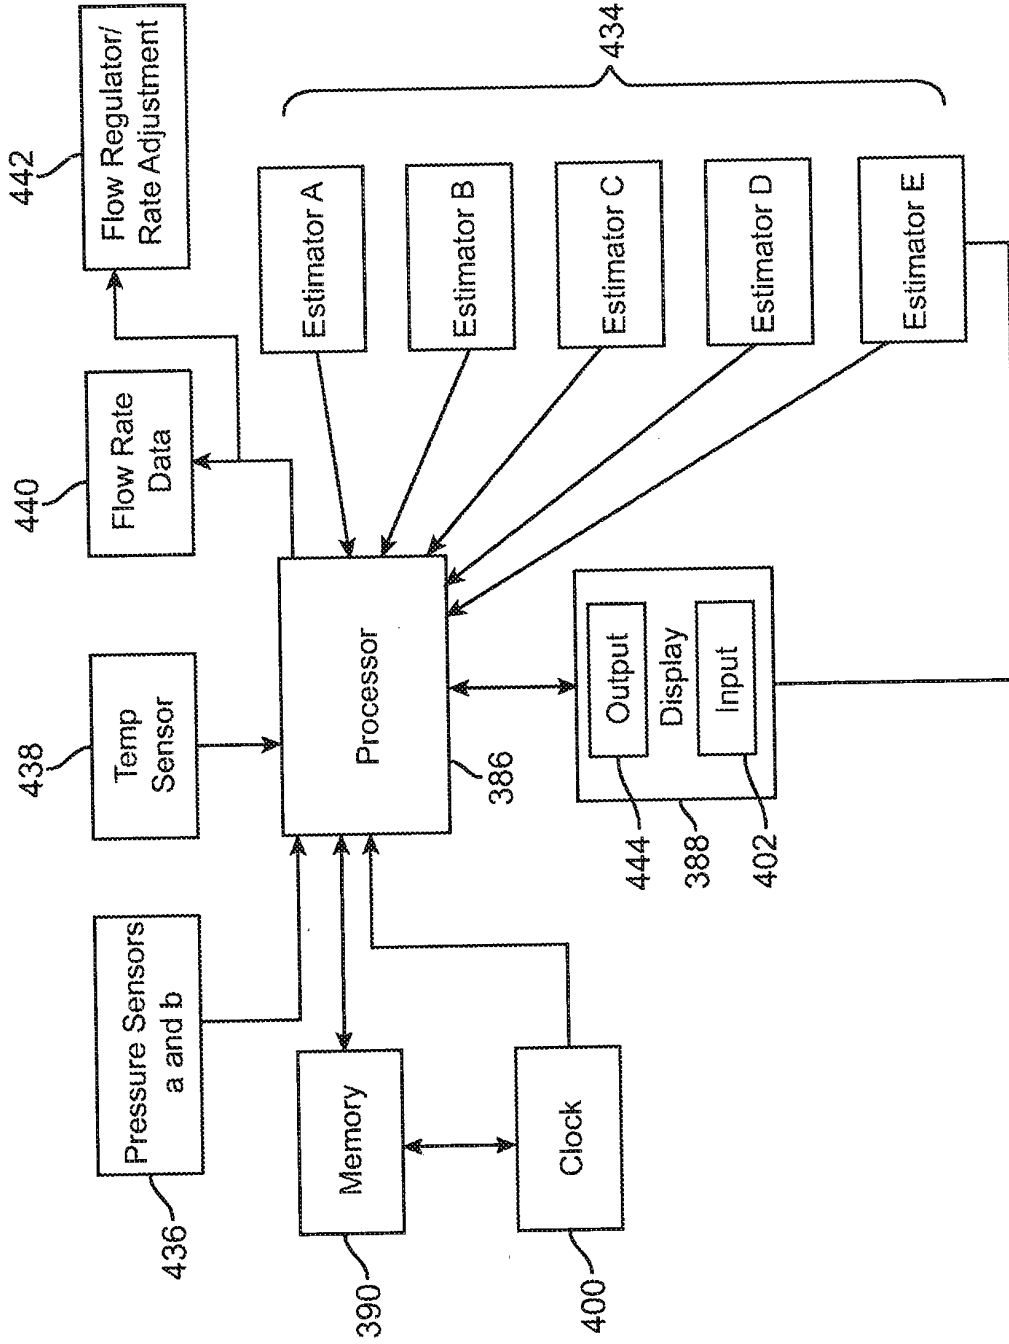 436
Pressure Sensors
a and b
438
Temp
Sensor
440
Flow Rate
Data
442
Flow Regulator/
Rate Adjustment
390
Memory
Processor
386
Estimator A
Estimator B
Estimator C
Estimator D
Estimator E
434
400
Clock
444
Output
Display
388
Input
402